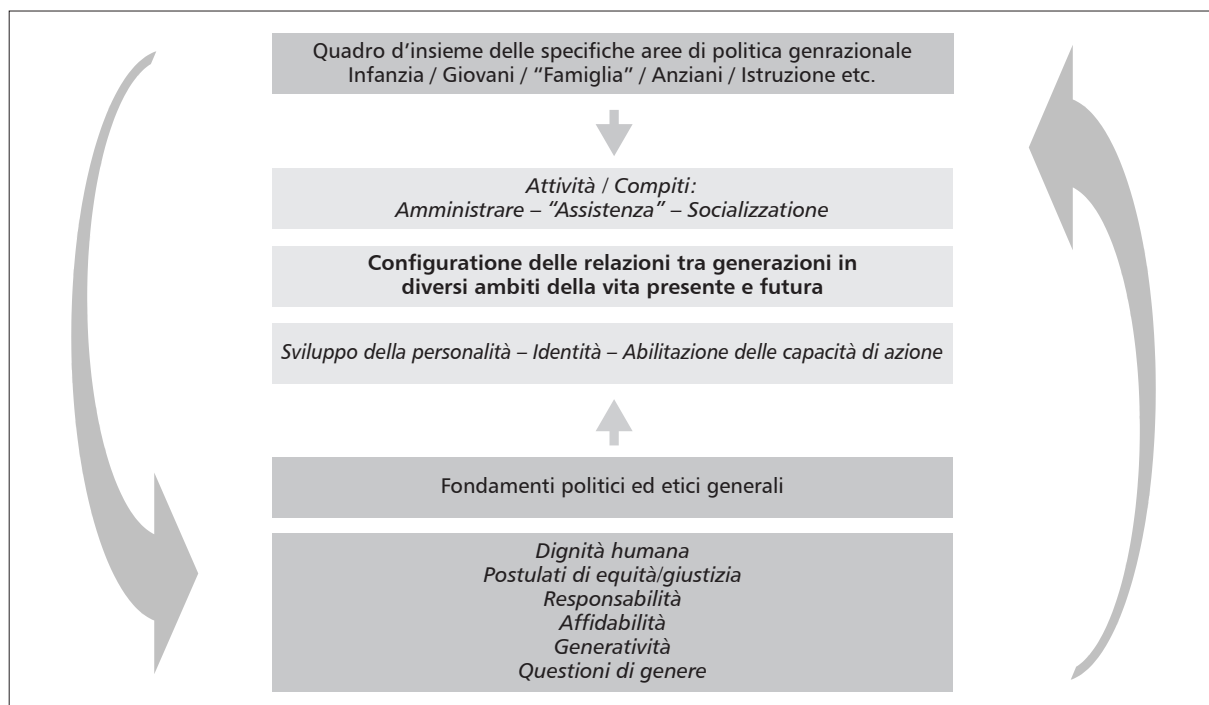 Quadro d’insieme delle specifiche aree di politica genrazionale
Infanzia / Giovani / “Famiglia” / Anziani / Istruzione etc.
Attività / Compiti:
Amministrare – “Assistenza” – Socializzatione
Configuratione delle relazioni tra generazioni in
diversi ambiti della vita presente e futura
Sviluppo della personalità – Identità – Abilitazione delle capacità di azione
Fondamenti politici ed etici generali
Dignità humana
Postulati di equità/giustizia
Responsabilità
Affidabilità
Generatività
Questioni di genere